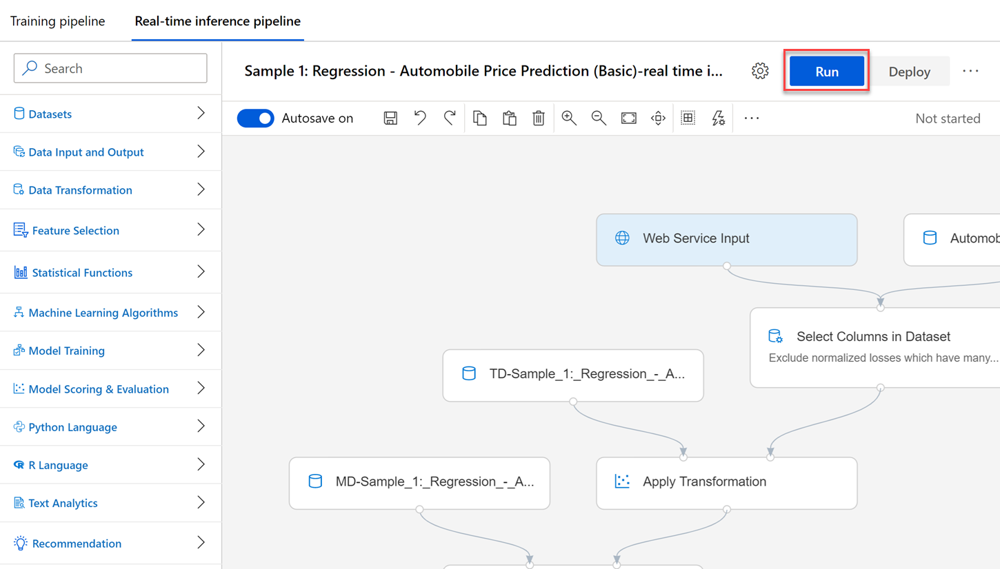 Training pipeline
Real-time inference pipeline
Search
Sample 1: Regression - Automobile Price Prediction (Basic)-real time i...
Run
Deploy
Autosave on
Not started
Datasets
Data Input and Output
Data Transformation
Feature Selection
Statistical Functions
Machine Learning Algorithms
Model Training
Model Scoring & Evaluation
Python Language
R Language
Text Analytics
Recommendation
Web Service Input
Automob
Select Columns in Dataset
Exclude normalized losses which have many...
TD-Sample_1:_Regression_-_A...
MD-Sample_1:_Regression_-_A...
Apply Transformation